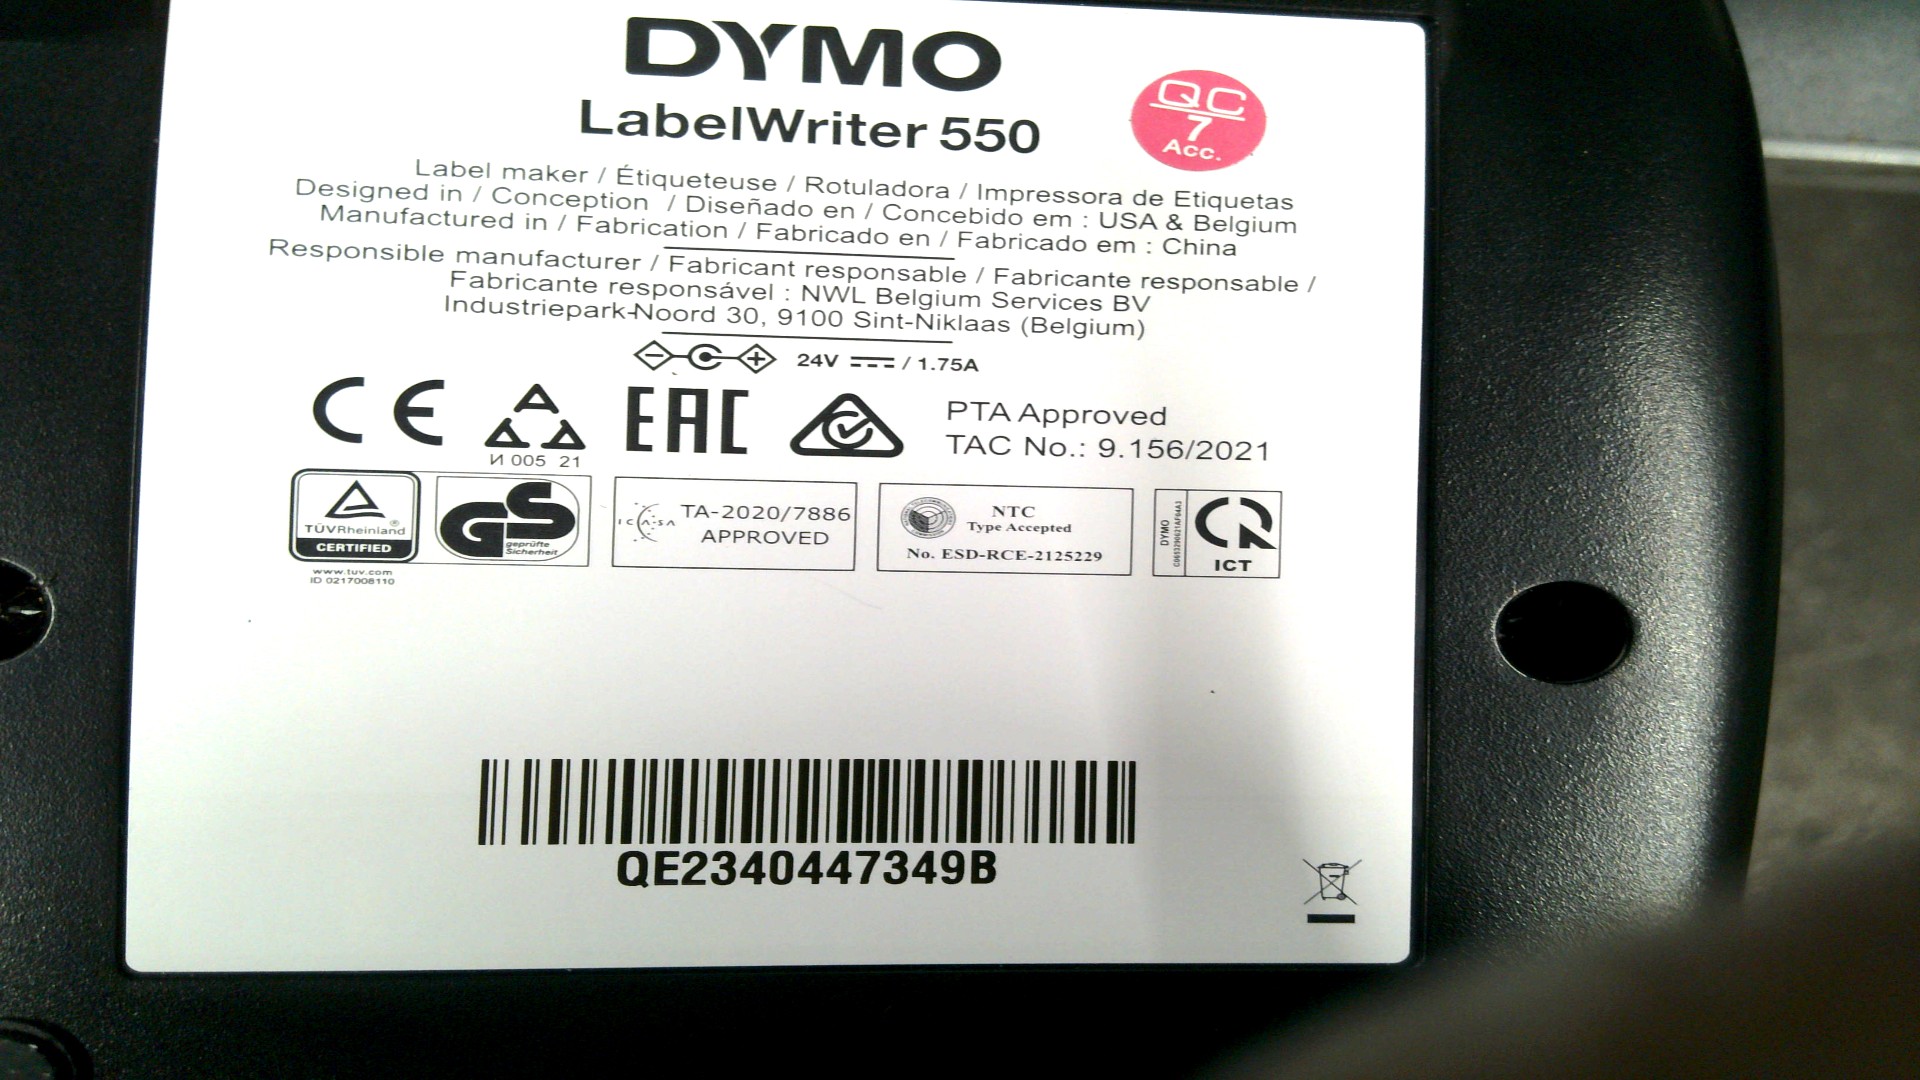 DYMO
LabelWriter 550
QC
7
Acc.
Label maker / Étiqueteuse / Rotuladora / Impressora de Etiquetas
Designed in / Conception / Diseñado en / Concebido em : USA & Belgium
Manufactured in / Fabrication / Fabricado en / Fabricado em : China
Responsible manufacturer / Fabricant responsable / Fabricante responsable /
Fabricante responsável : NWL Belgium Services BV
Industriepark-Noord 30, 9100 Sint-Niklaas (Belgium)
24V / 1.75A
CE
EAC
PTA Approved
TAC No.: 9.156/2021
И 005 21
TÜVRheinland®
CERTIFIED
www.tuv.com
ID 0217008110
GS
geprüfte
Sicherheit
ICASA
TA-2020/7886
APPROVED
NTC
Type Accepted
No. ESD-RCE-2125229
DYMO
ICT
QE2340447349B